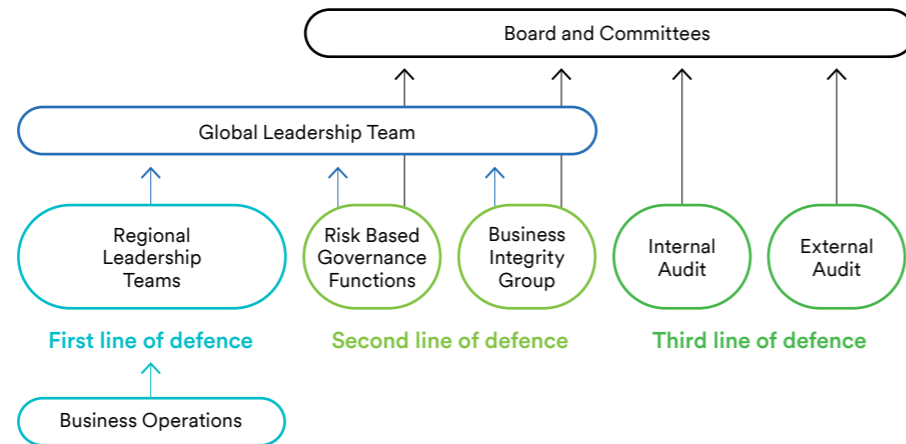 Board and Committees
Global Leadership Team
Regional
Leadership
Teams
Risk Based
Governance
Functions
Business
Integrity
Group
Internal
Audit
External
Audit
First line of defence
Second line of defence
Third line of defence
Business Operations